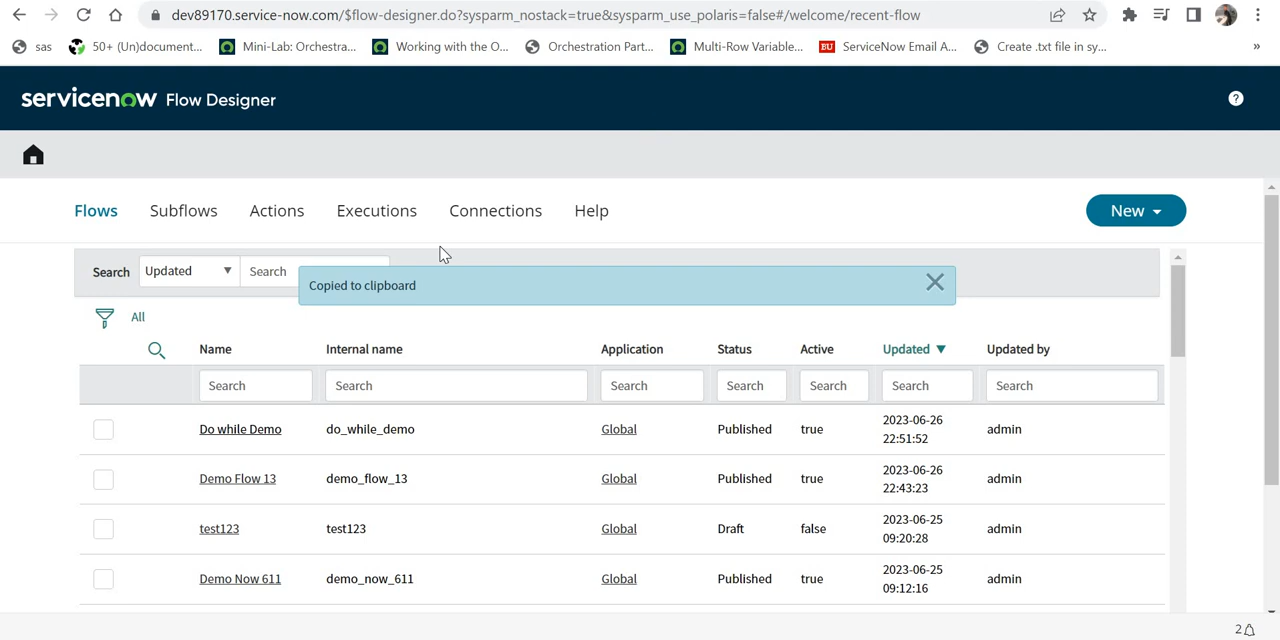 dev89170.service-now.com/$flow-designer.do?sysparm_nostack=true&sysparm_use_polaris=false#/welcome/recent-flow
sas 50+ (Un)document... Mini-Lab: Orchestra... Working with the O... Orchestration Part... Multi-Row Variable... BU ServiceNow Email A... Create .txt file in sy... »
servicenow Flow Designer ?
Flows Subflows Actions Executions Connections Help New
Search Updated Search
Copied to clipboard
All
Name Internal name Application Status Active Updated Updated by
Search Search Search Search Search Search Search
Do while Demo do_while_demo Global Published true 2023-06-26 22:51:52 admin
Demo Flow 13 demo_flow_13 Global Published true 2023-06-26 22:43:23 admin
test123 test123 Global Draft false 2023-06-25 09:20:28 admin
Demo Now 611 demo_now_611 Global Published true 2023-06-25 09:12:16 admin
2